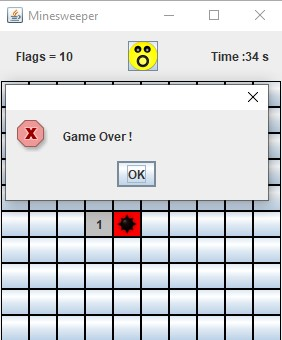 Minesweeper
Flags = 10
Time :34 s
Game Over !
OK
1